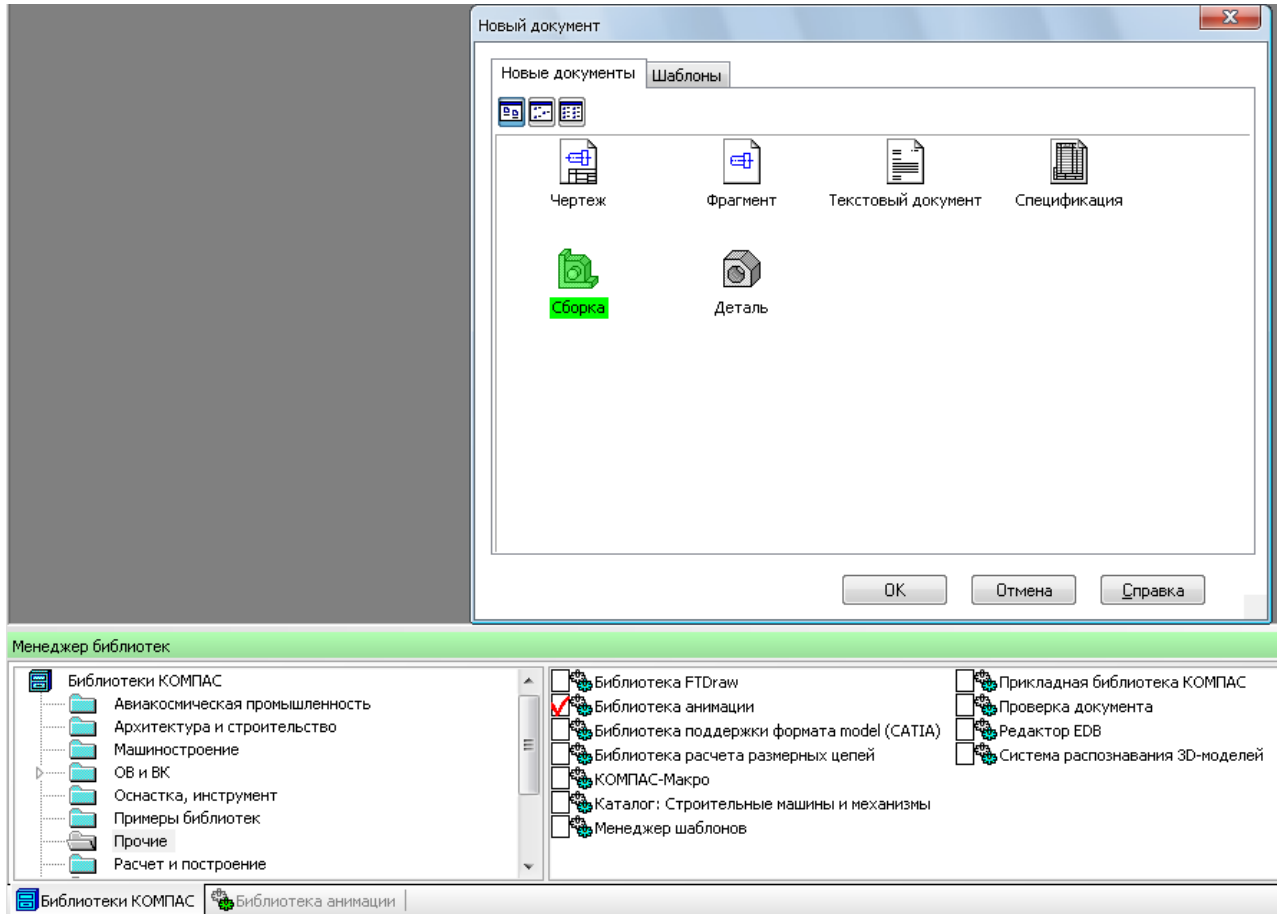 Новый документ
Новые документы
Шаблоны
Чертеж
Фрагмент
Текстовый документ
Спецификация
Сборка
Деталь
OK
Отмена
Справка
Менеджер библиотек
Библиотеки КОМПАС
Авиакосмическая промышленность
Архитектура и строительство
Машиностроение
ОВ и ВК
Оснастка, инструмент
Примеры библиотек
Прочие
Расчет и построение
Библиотека FTDraw
Библиотека анимации
Библиотека поддержки формата model (CATIA)
Библиотека расчета размерных цепей
КОМПАС-Макро
Каталог: Строительные машины и механизмы
Менеджер шаблонов
Прикладная библиотека КОМПАС
Проверка документа
Редактор EDB
Система распознавания 3D-моделей
Библиотеки КОМПАС
Библиотека анимации